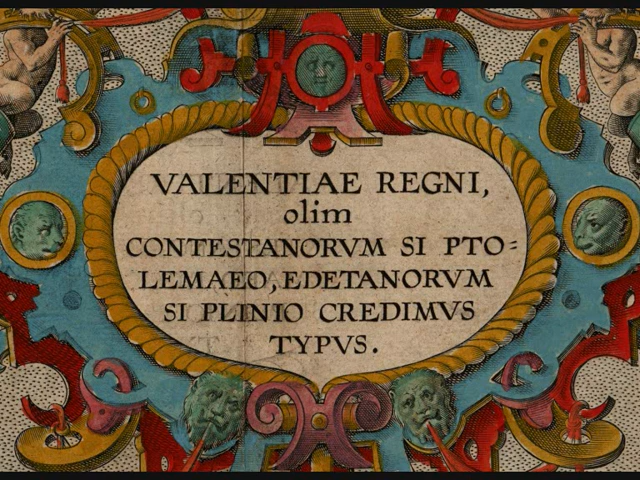 VALENTIAE REGNI,
olim
CONTESTANORVM SI PTO=
LEMAEO, EDETANORVM
SI PLINIO CREDIMVS
TYPVS.